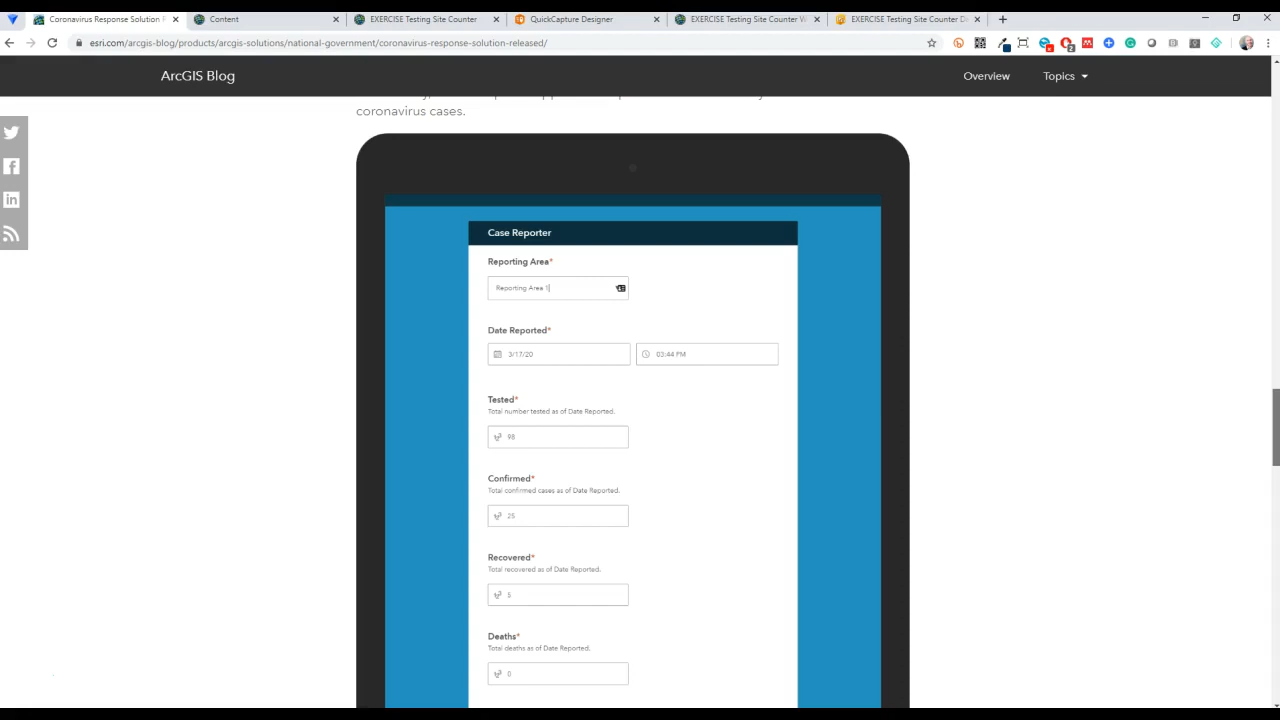 Coronavirus Response Solution R
Content
EXERCISE Testing Site Counter
QuickCapture Designer
EXERCISE Testing Site Counter W
EXERCISE Testing Site Counter De
esri.com/arcgis-blog/products/arcgis-solutions/national-government/coronavirus-response-solution-released/
ArcGIS Blog
Overview
Topics
coronavirus cases.
Case Reporter
Reporting Area*
Reporting Area 1
Date Reported*
3/17/20
03:44 PM
Tested*
Total number tested as of Date Reported.
98
Confirmed*
Total confirmed cases as of Date Reported.
25
Recovered*
Total recovered as of Date Reported.
5
Deaths*
Total deaths as of Date Reported.
0